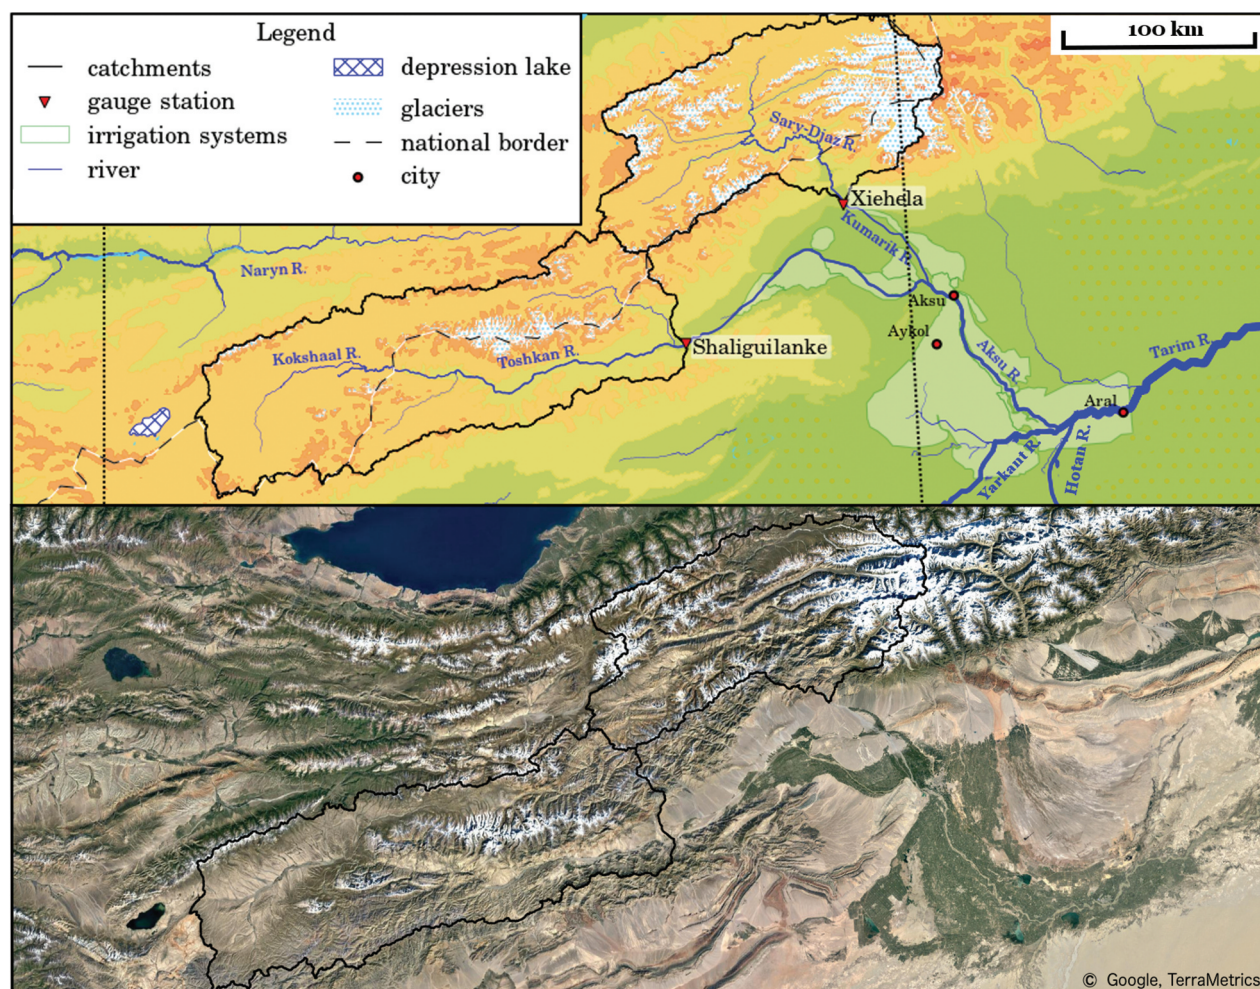 Legend
catchments
gauge station
irrigation systems
river
depression lake
glaciers
national border
city
100 km
Sary-Djaz R.
Xiehela
Kumarik R.
Naryn R.
Aksu
Aykol
Shaliguilanke
Kokshaal R.
Toshkan R.
Aksu R.
Tarim R.
Aral
Yarkant R.
Hotan R.
© Google, TerraMetrics